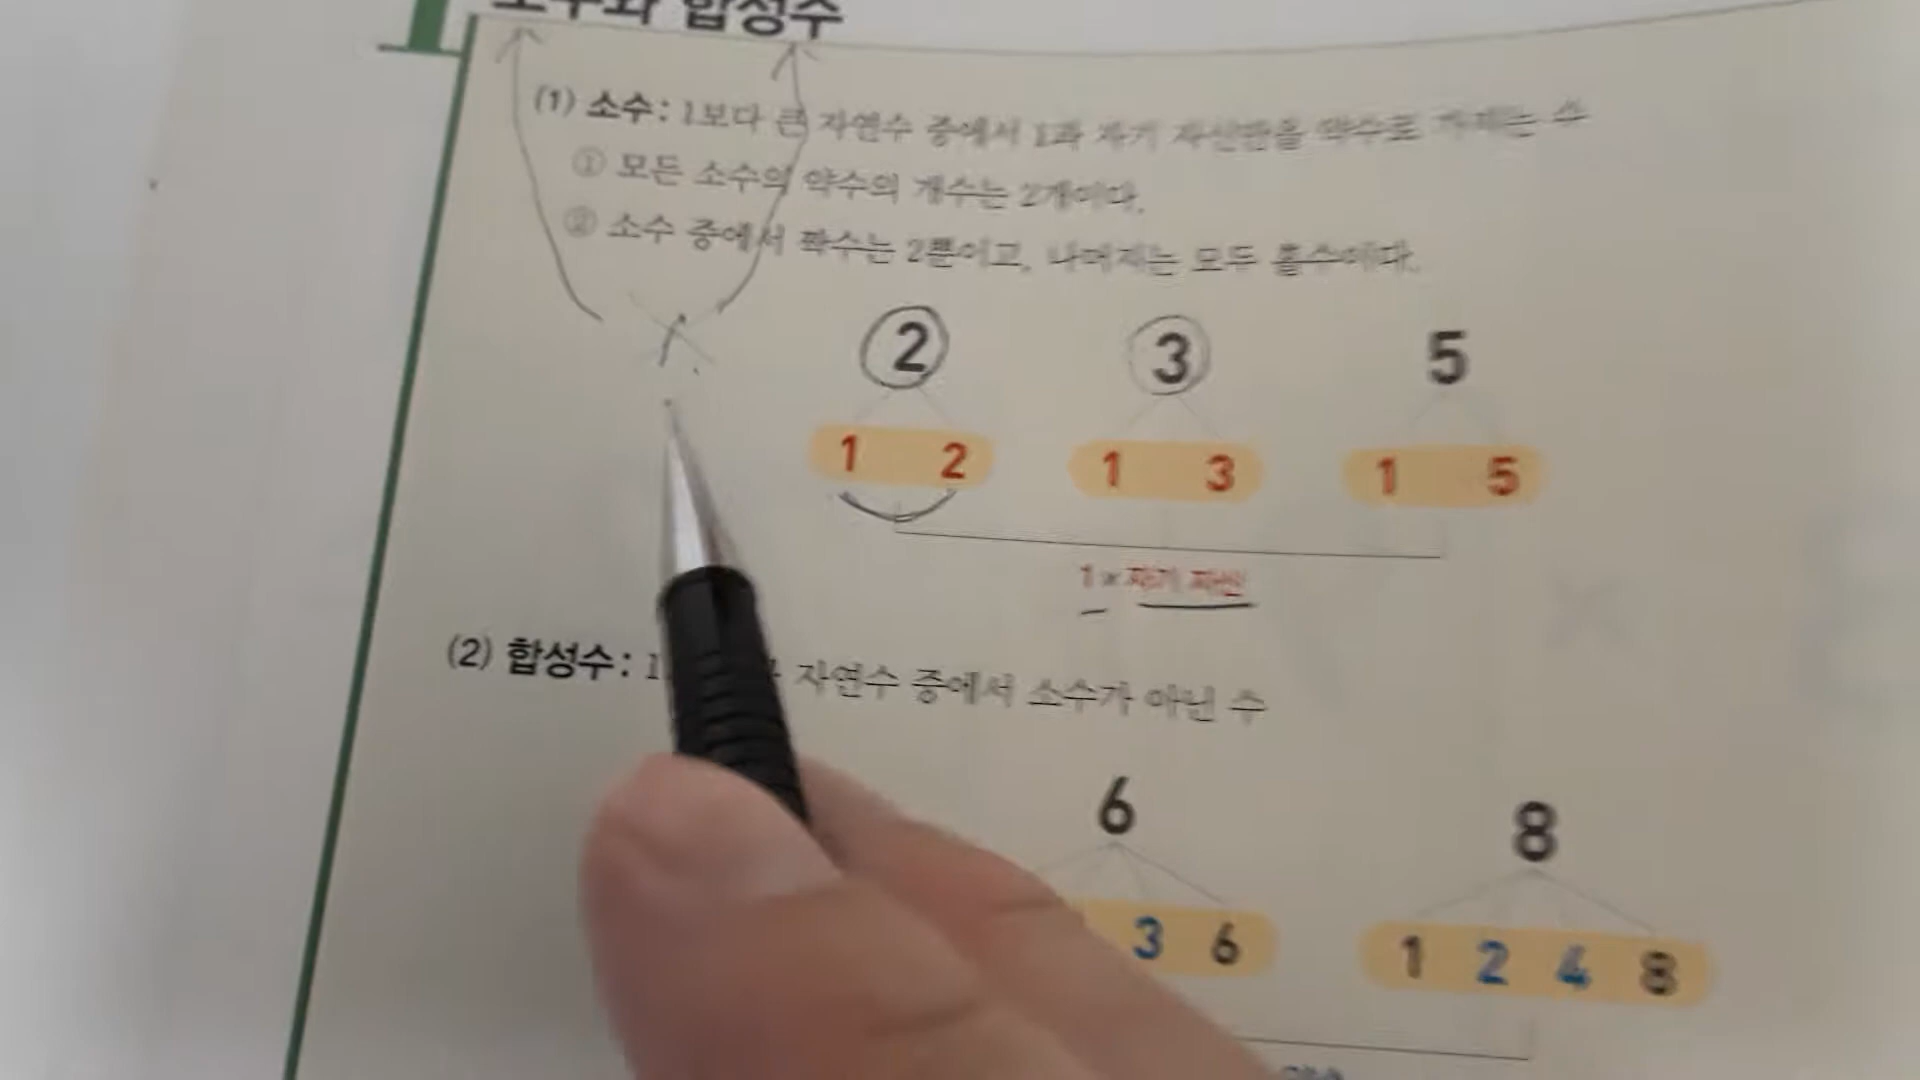 소수와 합성수
(1) 소수: 1보다 큰 자연수 중에서 1과 자기 자신만을 약수로 가지는 수
① 모든 소수의 약수의 개수는 2개이다.
② 소수 중에서 짝수는 2뿐이고, 나머지는 모두 홀수이다.
2 3 5
1 2 1 3 1 5
1과 자기 자신
(2) 합성수: 1 자연수 중에서 소수가 아닌 수
6 8
3 6 1 2 4 8